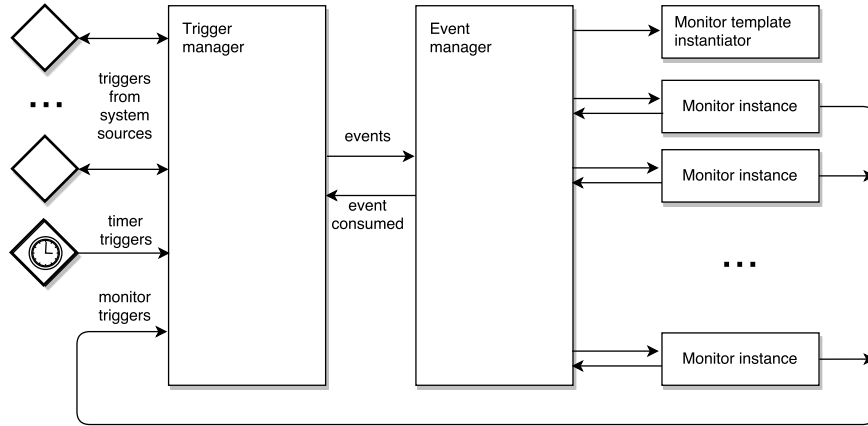 Trigger
manager
Event
manager
Monitor template
instantiator
triggers
from
system
sources
Monitor instance
events
Monitor instance
event
consumed
timer
triggers
monitor
triggers
Monitor instance